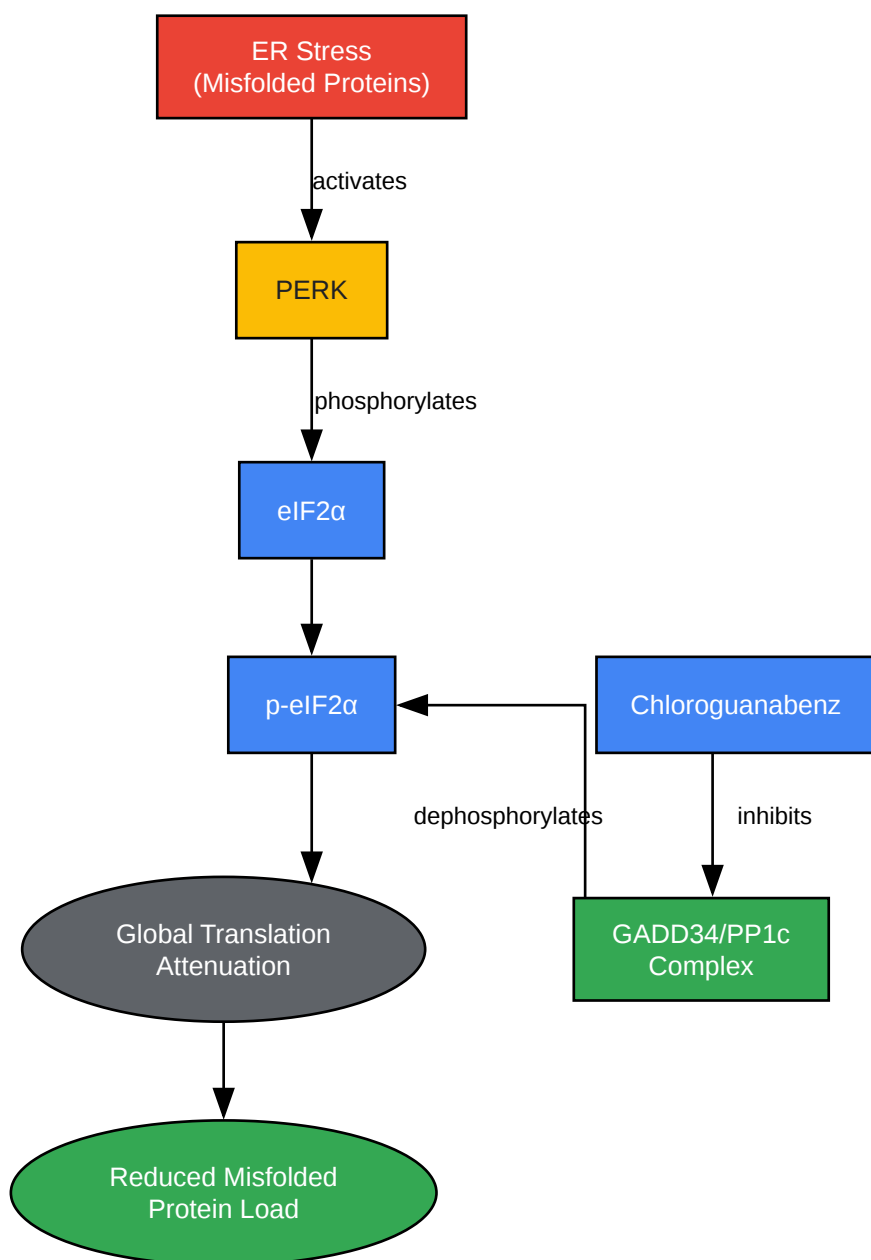 ER Stress
(Misfolded Proteins)
activates
PERK
phosphorylates
eIF2α
p-eIF2α
Chloroguanabenz
dephosphorylates
inhibits
Global Translation
Attenuation
GADD34/PP1c
Complex
Reduced Misfolded
Protein Load